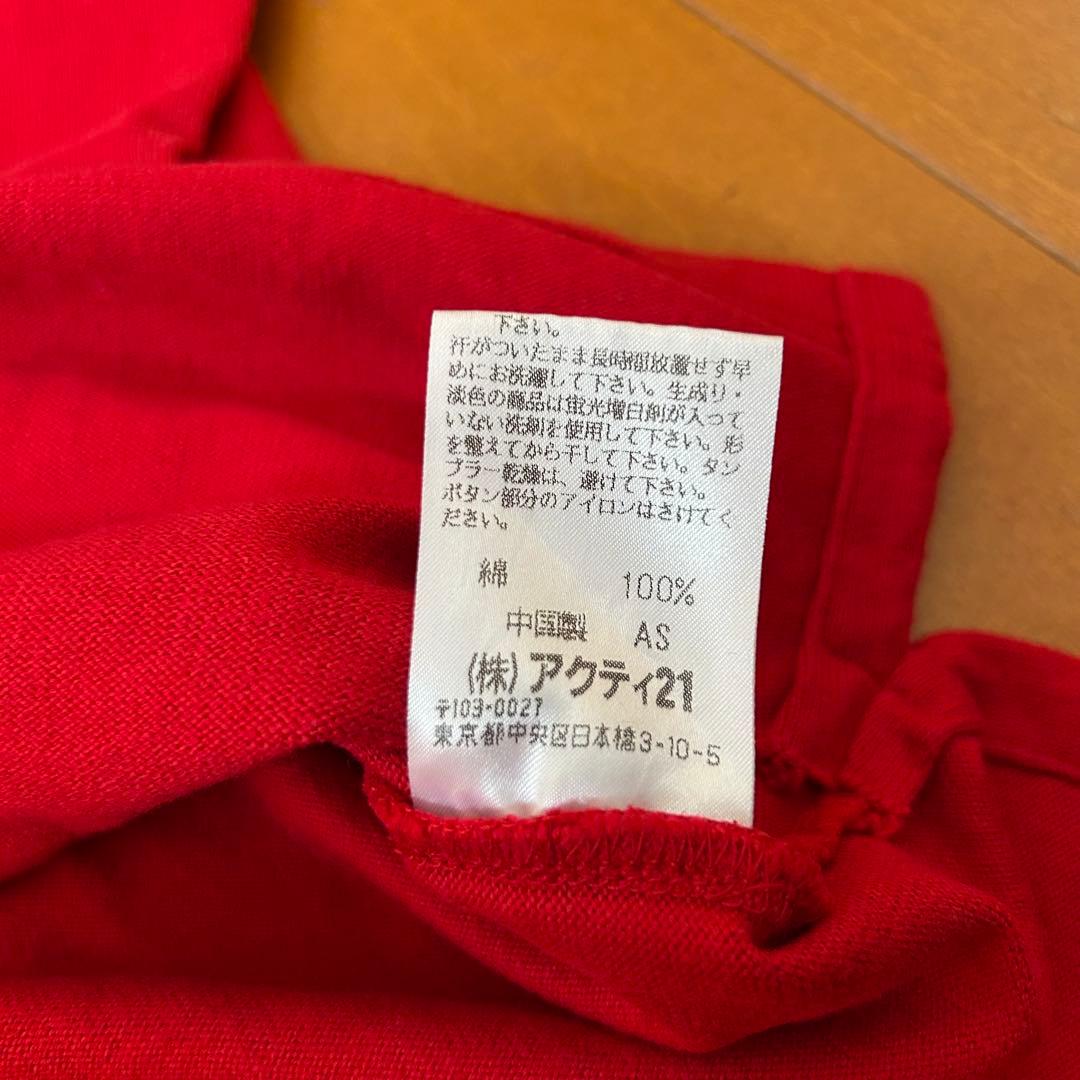 下さい。
汗がついたまま長時間放置せず早
めにお洗濯して下さい。生成り・
淡色の商品は蛍光増白剤が入って
いない洗剤を使用して下さい。形
を整えてから干して下さい。タン
ブラー乾燥は、避けて下さい。
ボタン部分のアイロンはさけてく
ださい。
綿 100%
中国製 AS
(株)アクティ21
〒103-0027
東京都中央区日本橋3-10-5